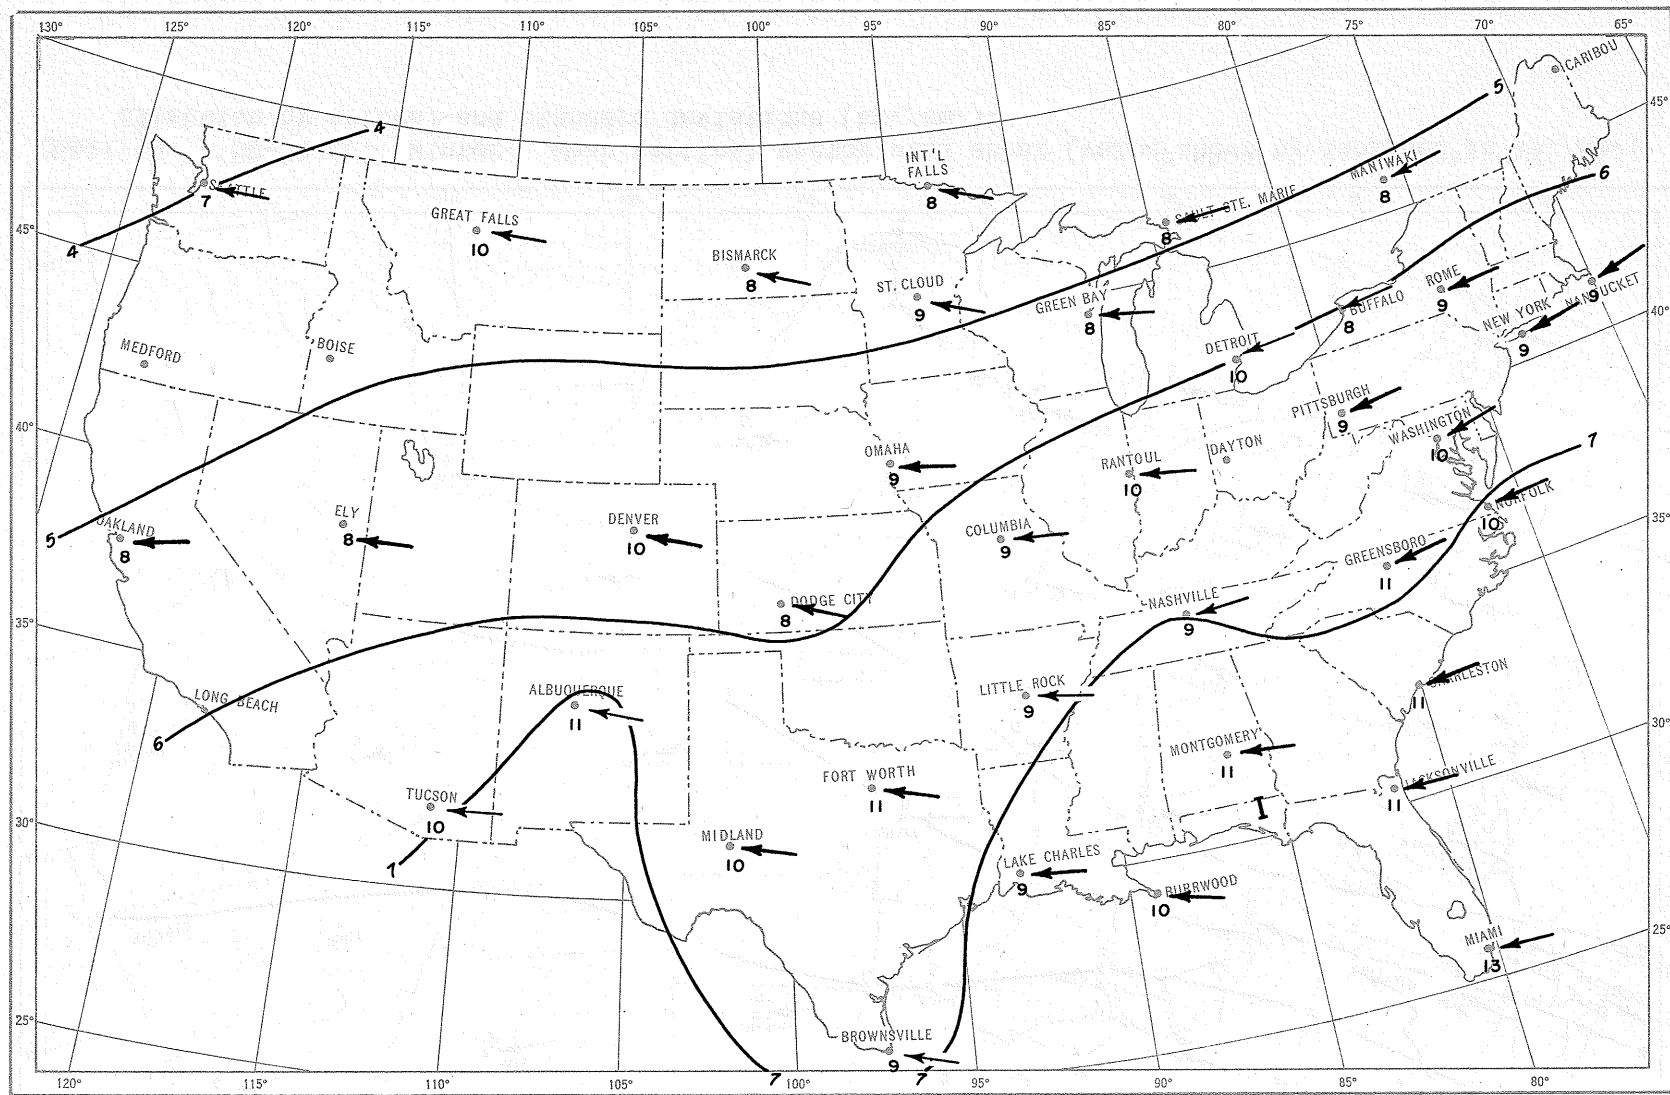 130° 125° 120° 115° 110° 105° 100° 95° 90° 85° 80° 75° 70° 65°
CARIBOU
5
45°
4
INT'L
FALLS
8
MANIWAKI
8
6
SEATTLE
7
SAULT STE. MARIE
8
GREAT FALLS
10
45°
4
BISMARCK
8
ST. CLOUD
9
GREEN BAY
8
ROME
9
NANTUCKET
9
BUFFALO
8
NEW YORK
9
40°
MEDFORD
BOISE
DETROIT
10
PITTSBURGH
9
WASHINGTON
10
40°
7
OMAHA
9
RANTOUL
10
DAYTON
NORFOLK
10
5
OAKLAND
8
ELY
8
DENVER
10
COLUMBIA
9
GREENSBORO
11
35°
DODGE CITY
8
NASHVILLE
9
35°
LONG BEACH
6
ALBUQUERQUE
11
LITTLE ROCK
9
CHARLESTON
11
30°
MONTGOMERY
11
FORT WORTH
11
JACKSONVILLE
11
TUCSON
10
I
30°
MIDLAND
10
7
LAKE CHARLES
9
BURRWOOD
10
MIAMI
13
25°
25°
BROWNSVILLE
9
7
7
120° 115° 110° 105° 100° 95° 90° 85° 80°